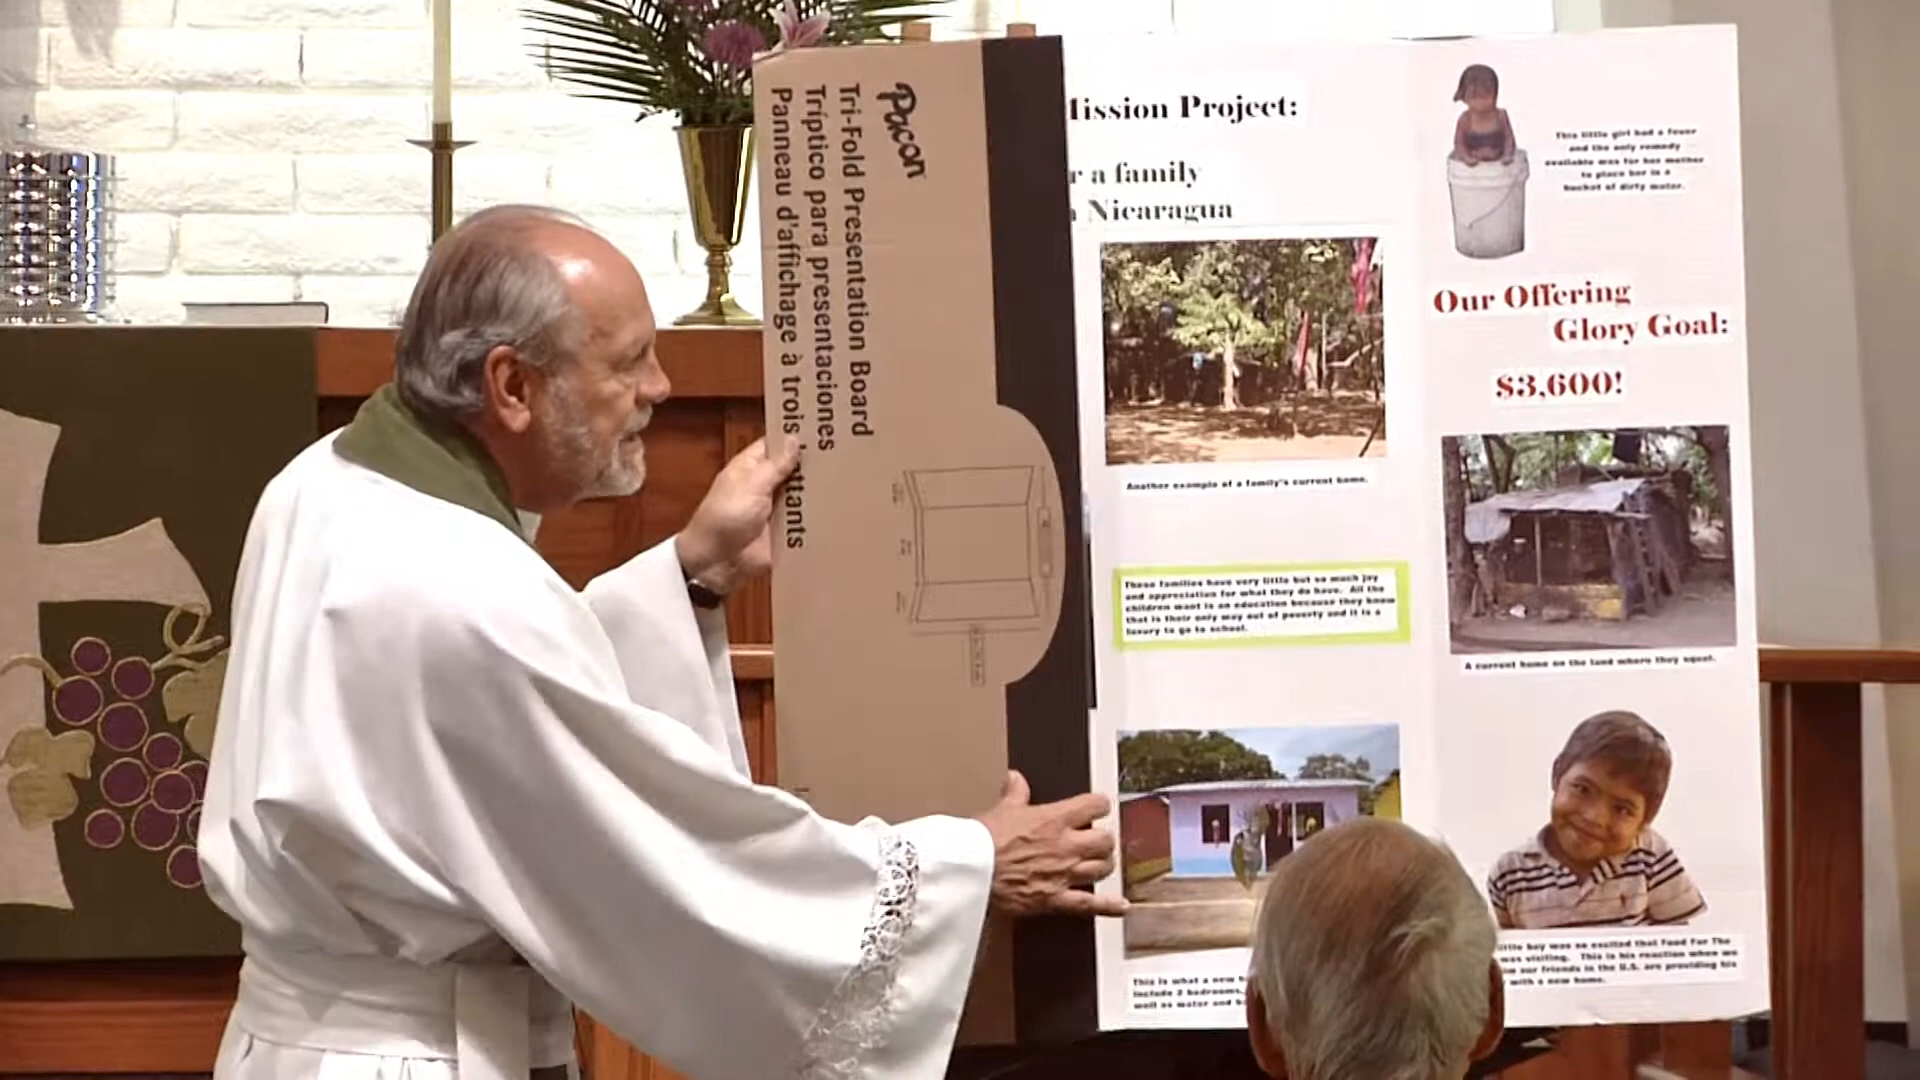 Pacon
Tri-Fold Presentation Board
Tríptico para presentaciones
Panneau d'affichage à trois
Mission Project:
a family
Nicaragua
This little girl had a fever
and the only remedy
available was for her mother
to place her in a
bucket of dirty water.
Our Offering
Glory Goal:
$3,600!
Another example of a family's current home.
A current home on the land where they squat.
These families have very little but so much joy
and appreciation for what they do have. All the
children want is an education because they know
that is their only way out of poverty and it is a
luxury to go to school.
This is what a new
include 2 bedrooms,
well as water and
little boy was so excited that Food For The
was visiting. This is his reaction when we
our friends in the U.S. are providing his
with a new home.